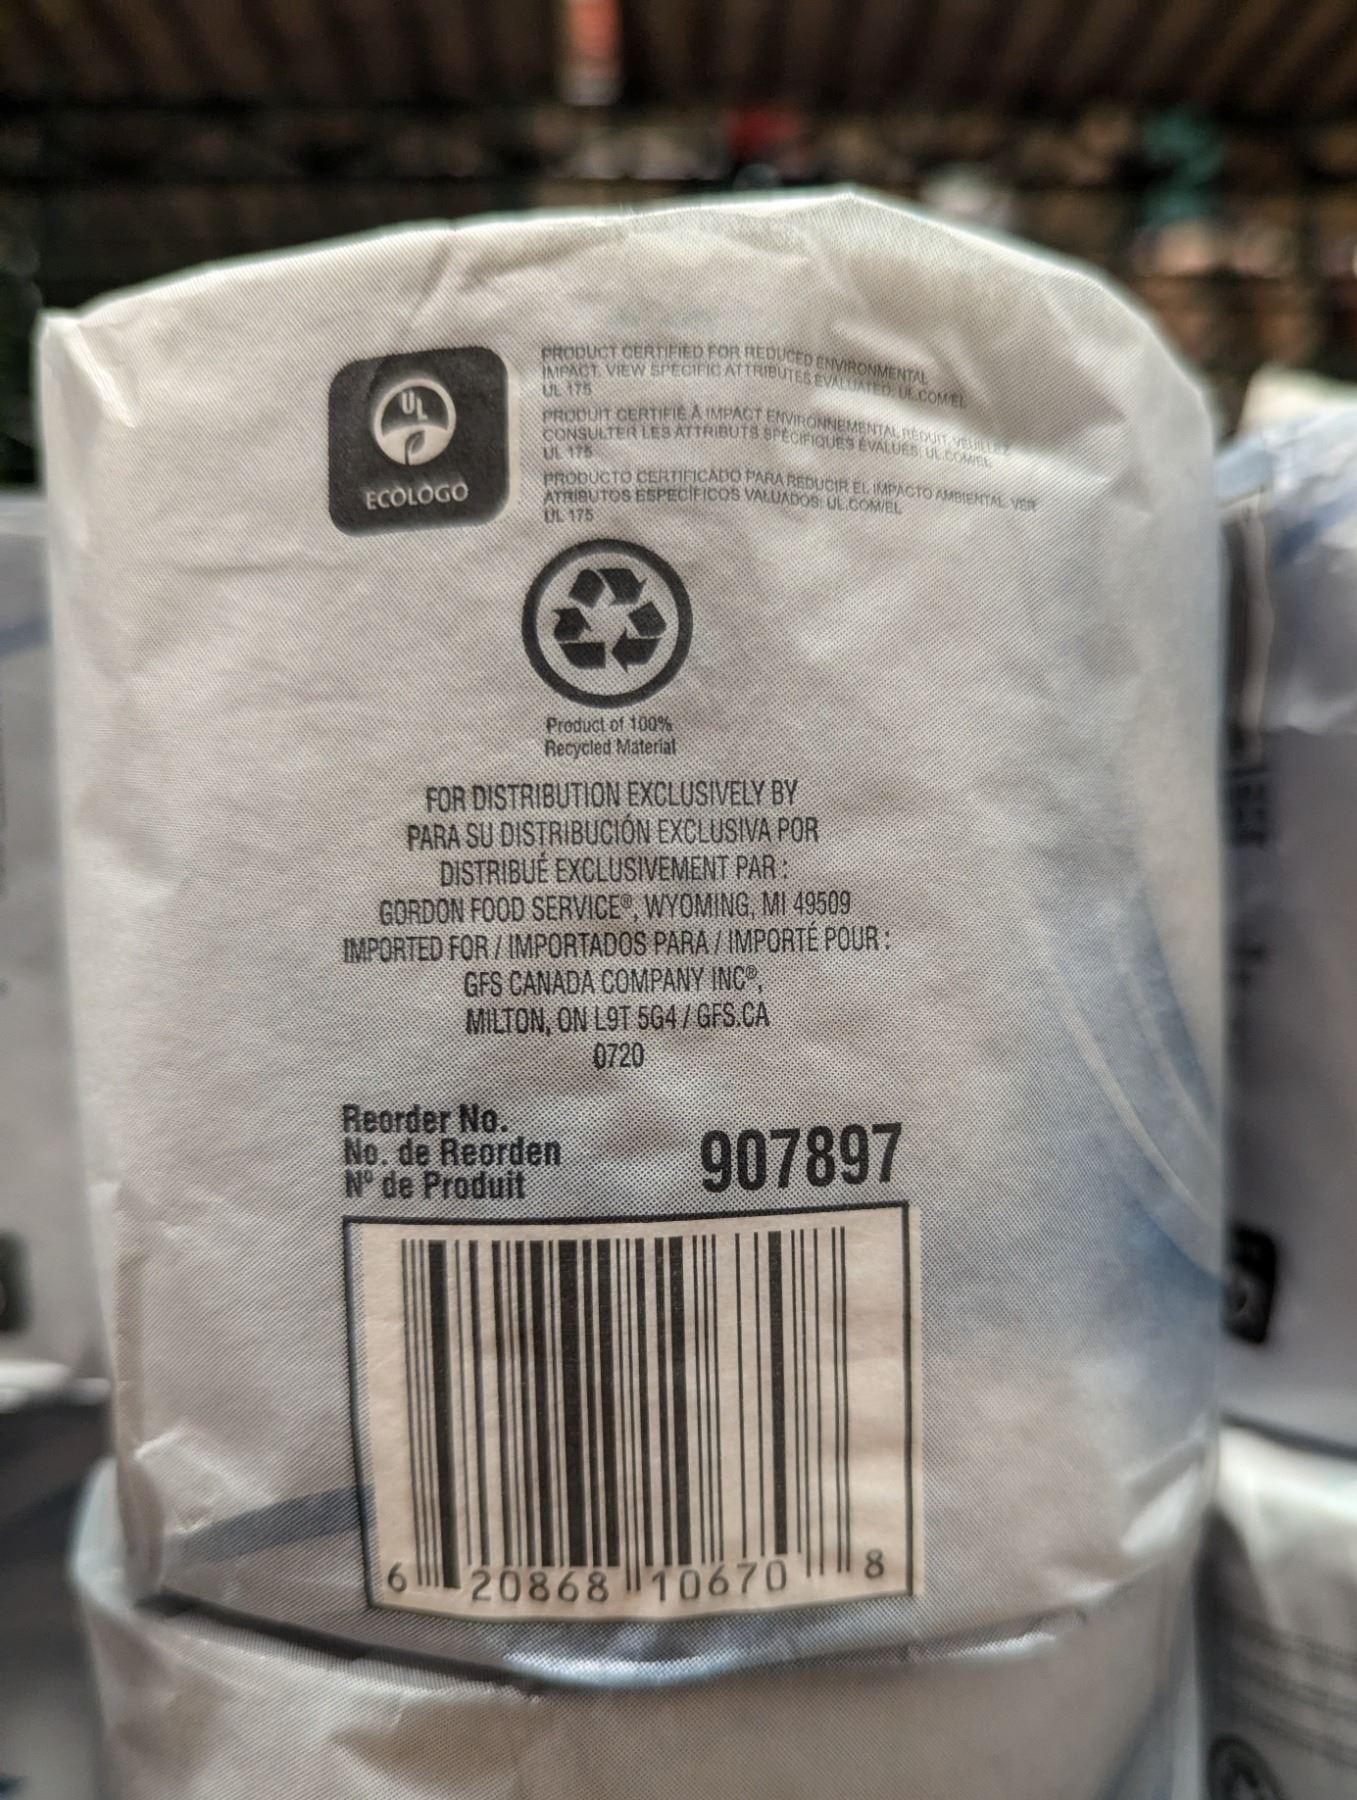 UL
ECOLOGO
PRODUCT CERTIFIED FOR REDUCED ENVIRONMENTAL
IMPACT. VIEW SPECIFIC ATTRIBUTES EVALUATED: UL.COM/EL
UL 175
PRODUIT CERTIFIÉ À IMPACT ENVIRONNEMENTAL RÉDUIT, VEUILLEZ
CONSULTER LES ATTRIBUTS SPÉCIFIQUES ÉVALUÉS: UL.COM/EL
UL 175
PRODUCTO CERTIFICADO PARA REDUCIR EL IMPACTO AMBIENTAL. VER
ATRIBUTOS ESPECÍFICOS VALUADOS: UL.COM/EL
UL 175
Product of 100%
Recycled Material
FOR DISTRIBUTION EXCLUSIVELY BY
PARA SU DISTRIBUCIÓN EXCLUSIVA POR
DISTRIBUÉ EXCLUSIVEMENT PAR :
GORDON FOOD SERVICE®, WYOMING, MI 49509
IMPORTED FOR / IMPORTADOS PARA / IMPORTÉ POUR :
GFS CANADA COMPANY INC®,
MILTON, ON L9T 5G4 / GFS.CA
0720
Reorder No.
No. de Reorden
Nº de Produit
907897
6 20868 10670 8